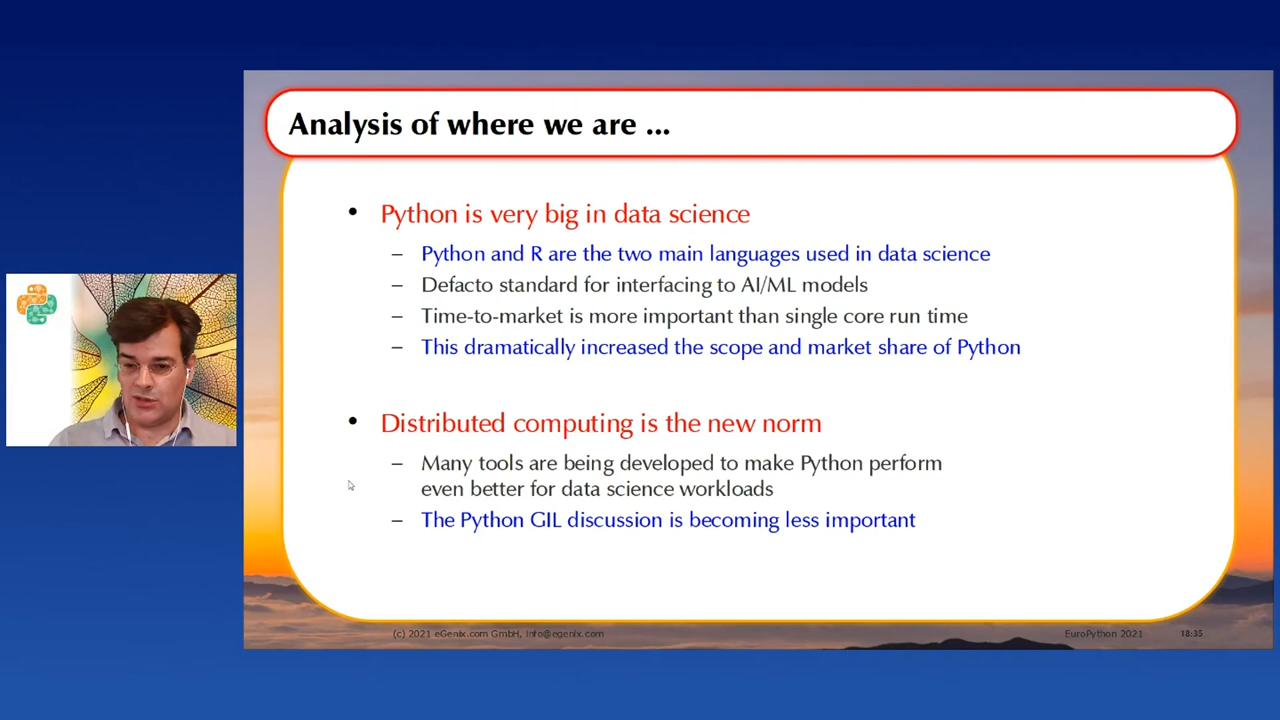 Analysis of where we are ...
• Python is very big in data science
– Python and R are the two main languages used in data science
– Defacto standard for interfacing to AI/ML models
– Time-to-market is more important than single core run time
– This dramatically increased the scope and market share of Python
• Distributed computing is the new norm
– Many tools are being developed to make Python perform
even better for data science workloads
– The Python GIL discussion is becoming less important
(c) 2021 eGenix.com GmbH, info@egenix.com
EuroPython 2021
18:35